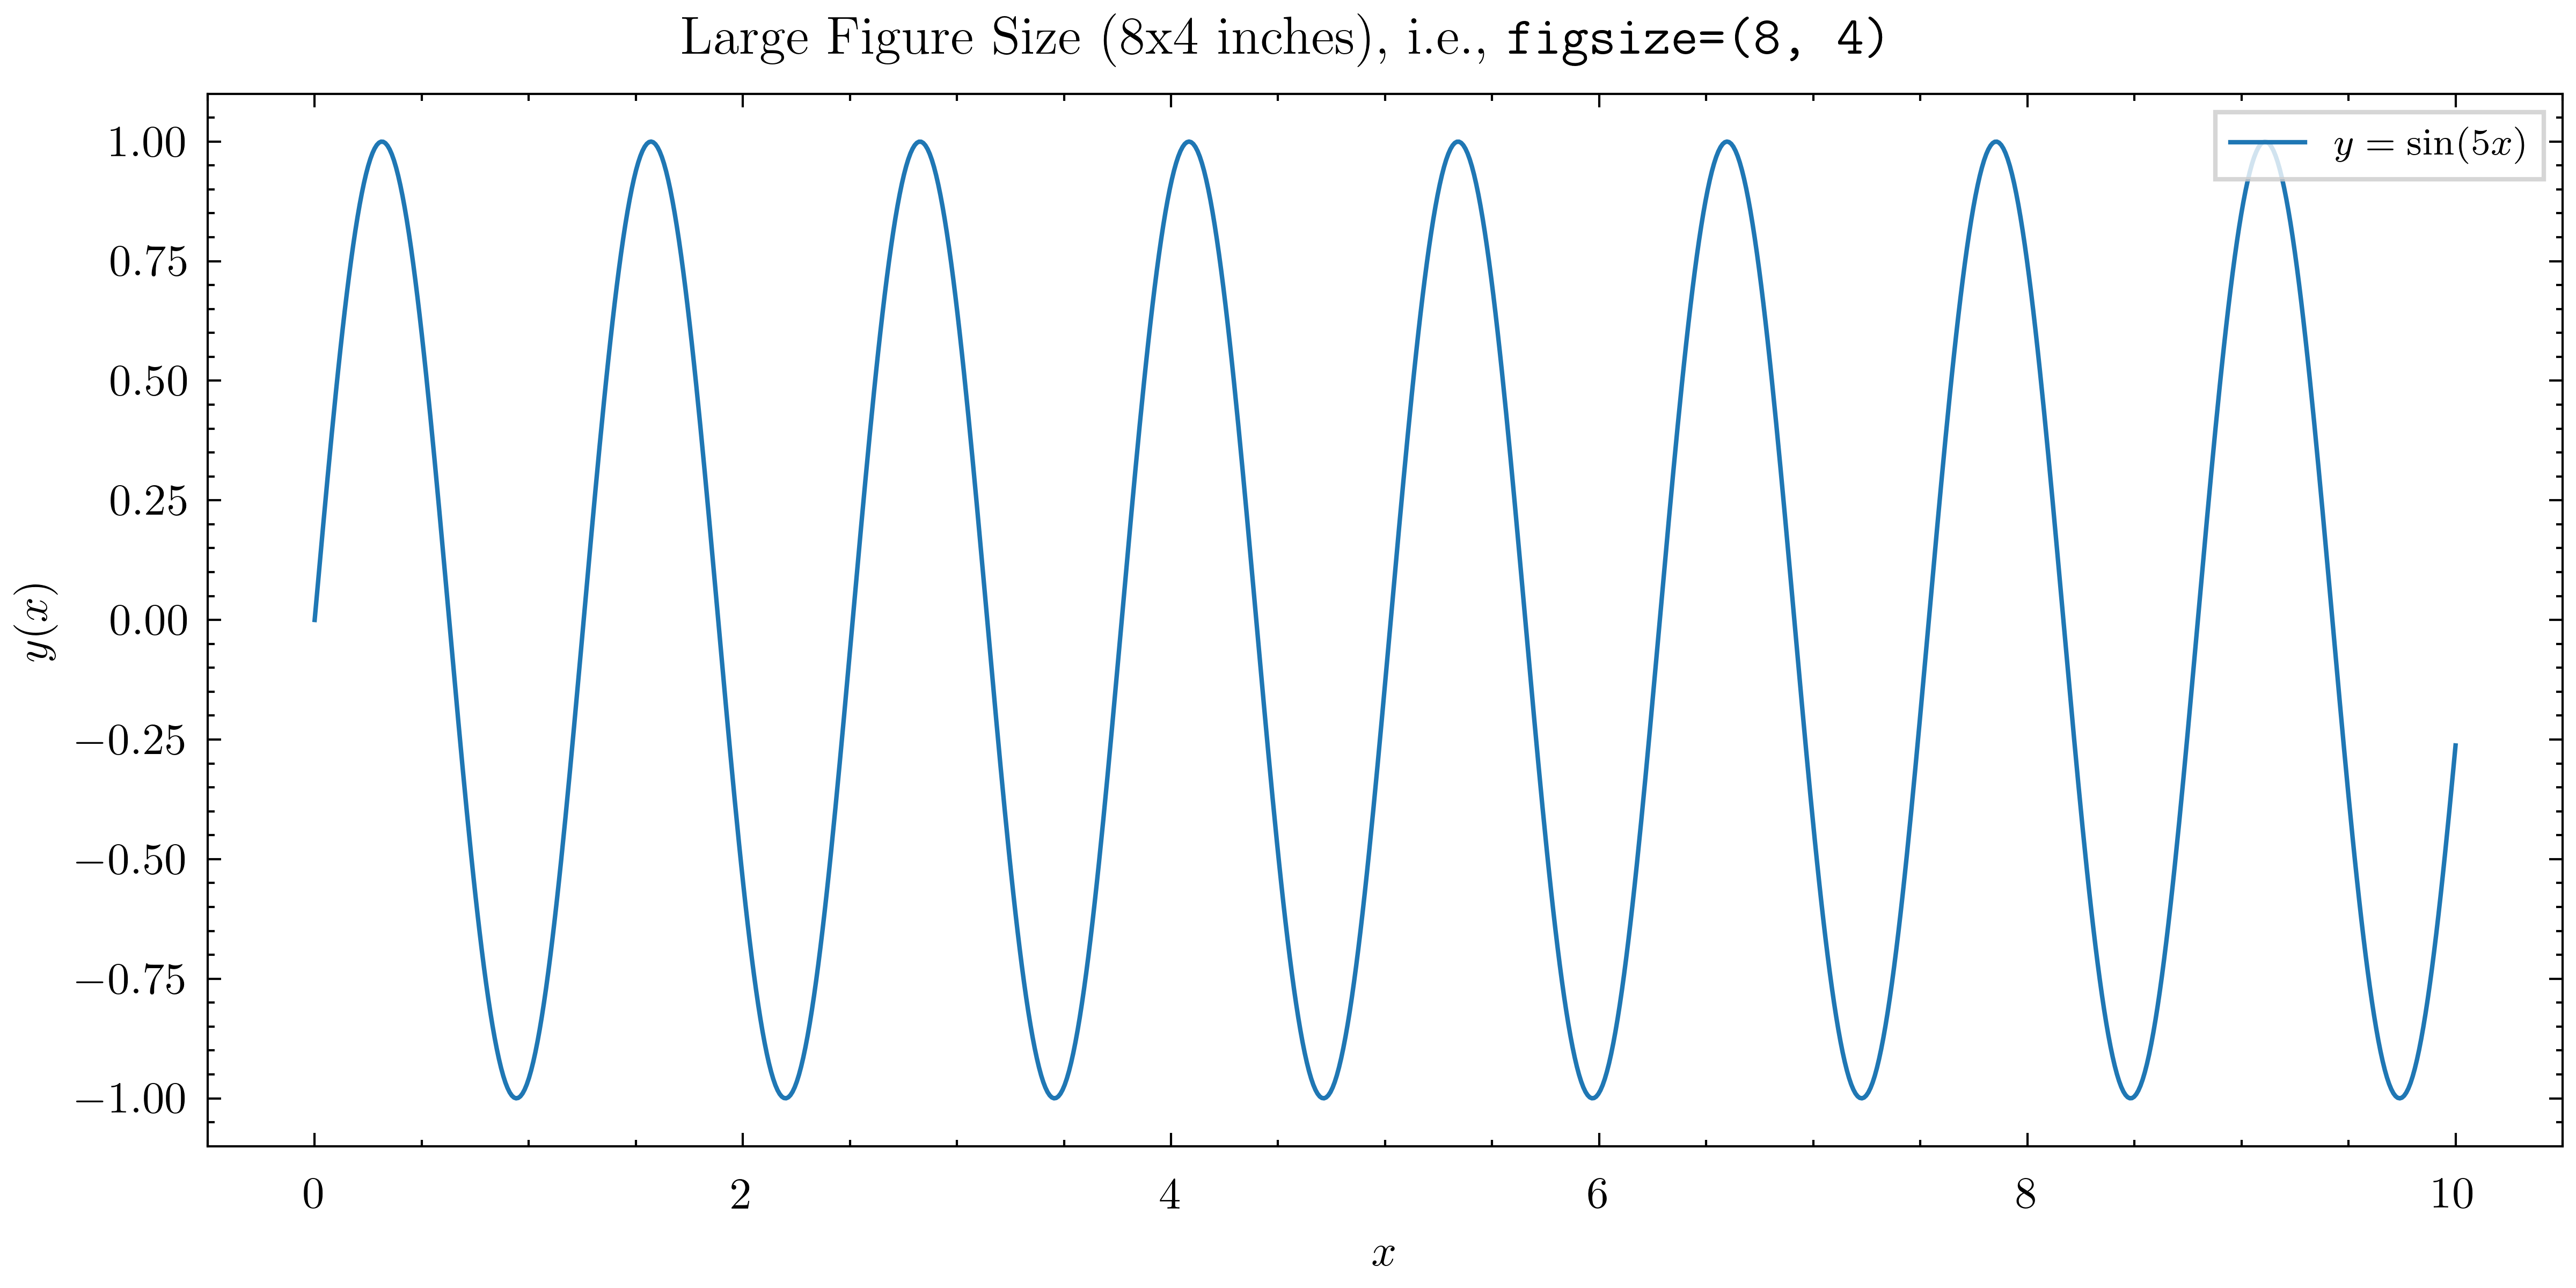 Large Figure Size (8x4 inches), i.e., figsize=(8, 4)
y = sin(5x)
1.00
0.75
0.50
0.25
0.00
−0.25
−0.50
−0.75
−1.00
y(x)
0 2 4 6 8 10
x